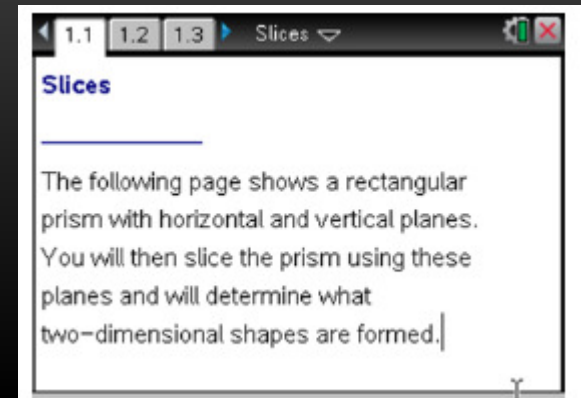 1.1 1.2 1.3 Slices
Slices
The following page shows a rectangular
prism with horizontal and vertical planes.
You will then slice the prism using these
planes and will determine what
two-dimensional shapes are formed.